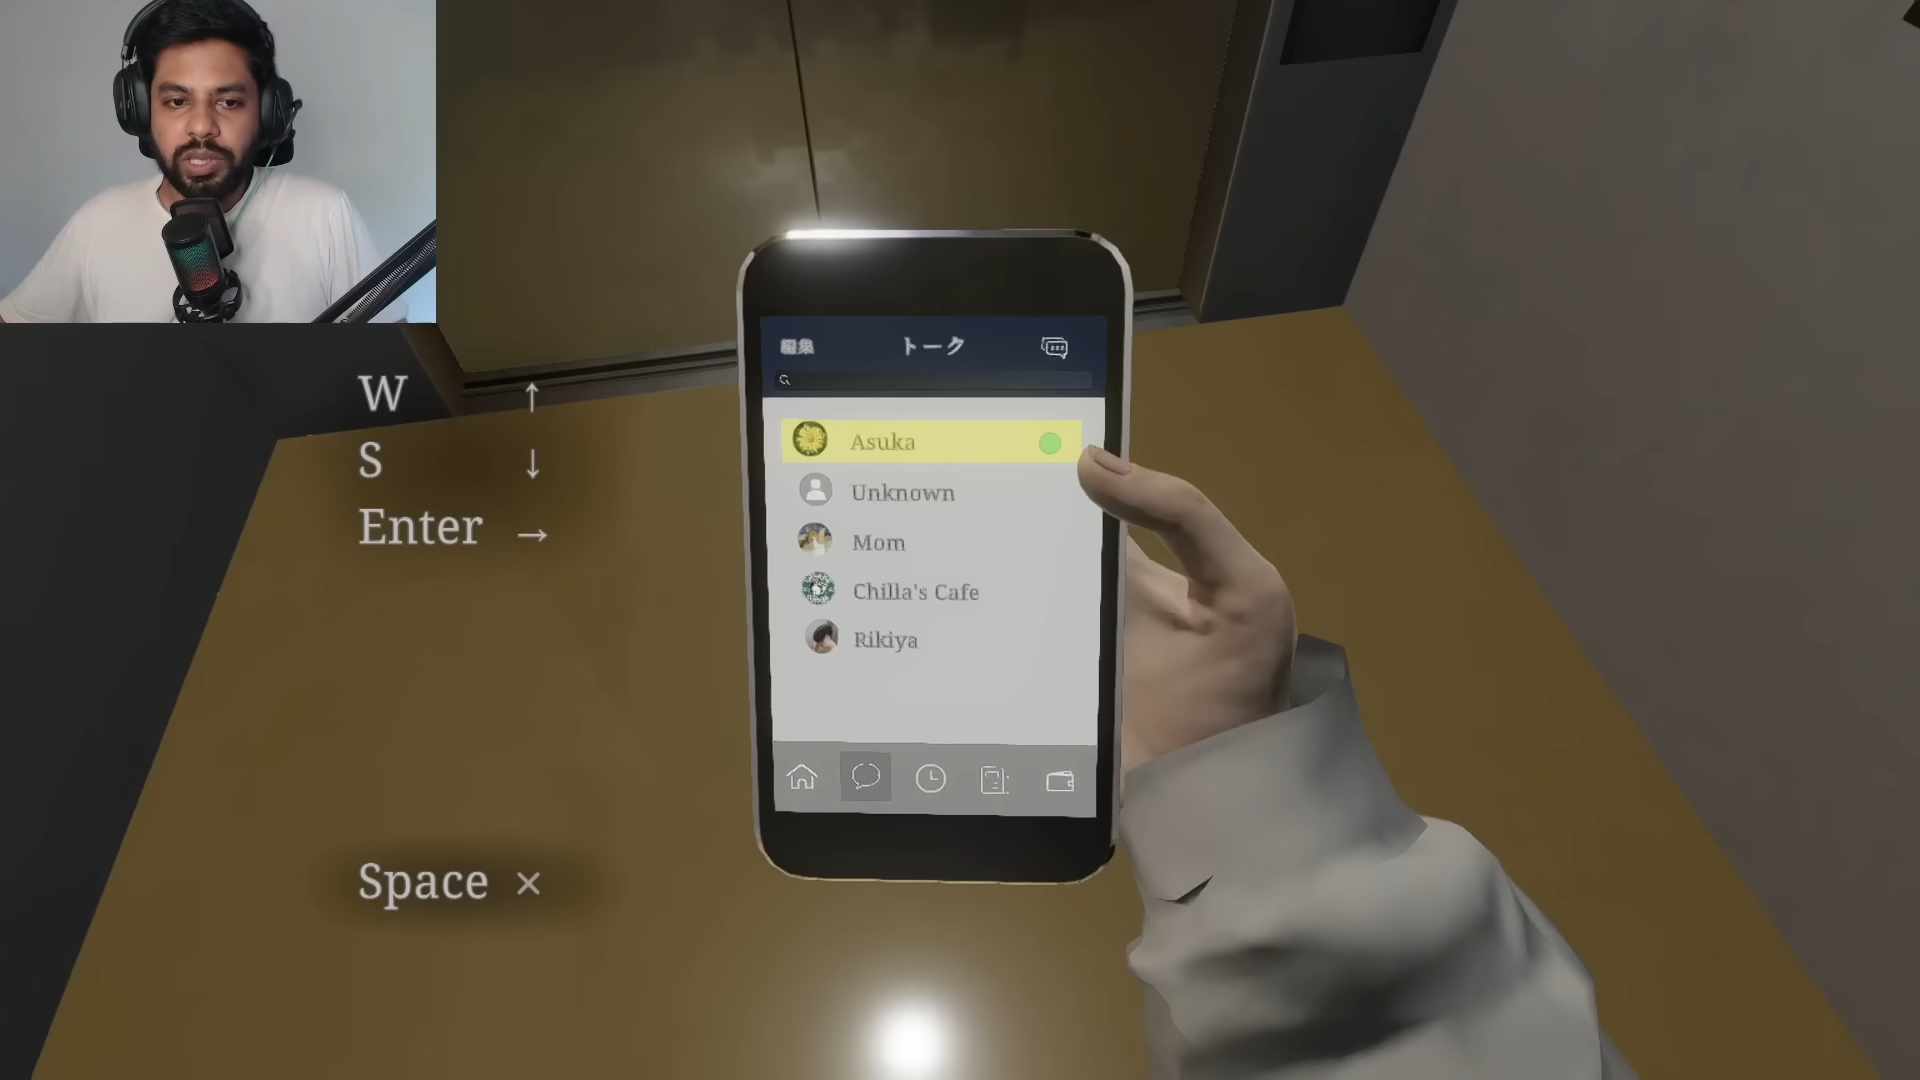 編集 トーク
Asuka
Unknown
Mom
Chilla's Cafe
Rikiya
W ↑
S ↓
Enter →
Space ×